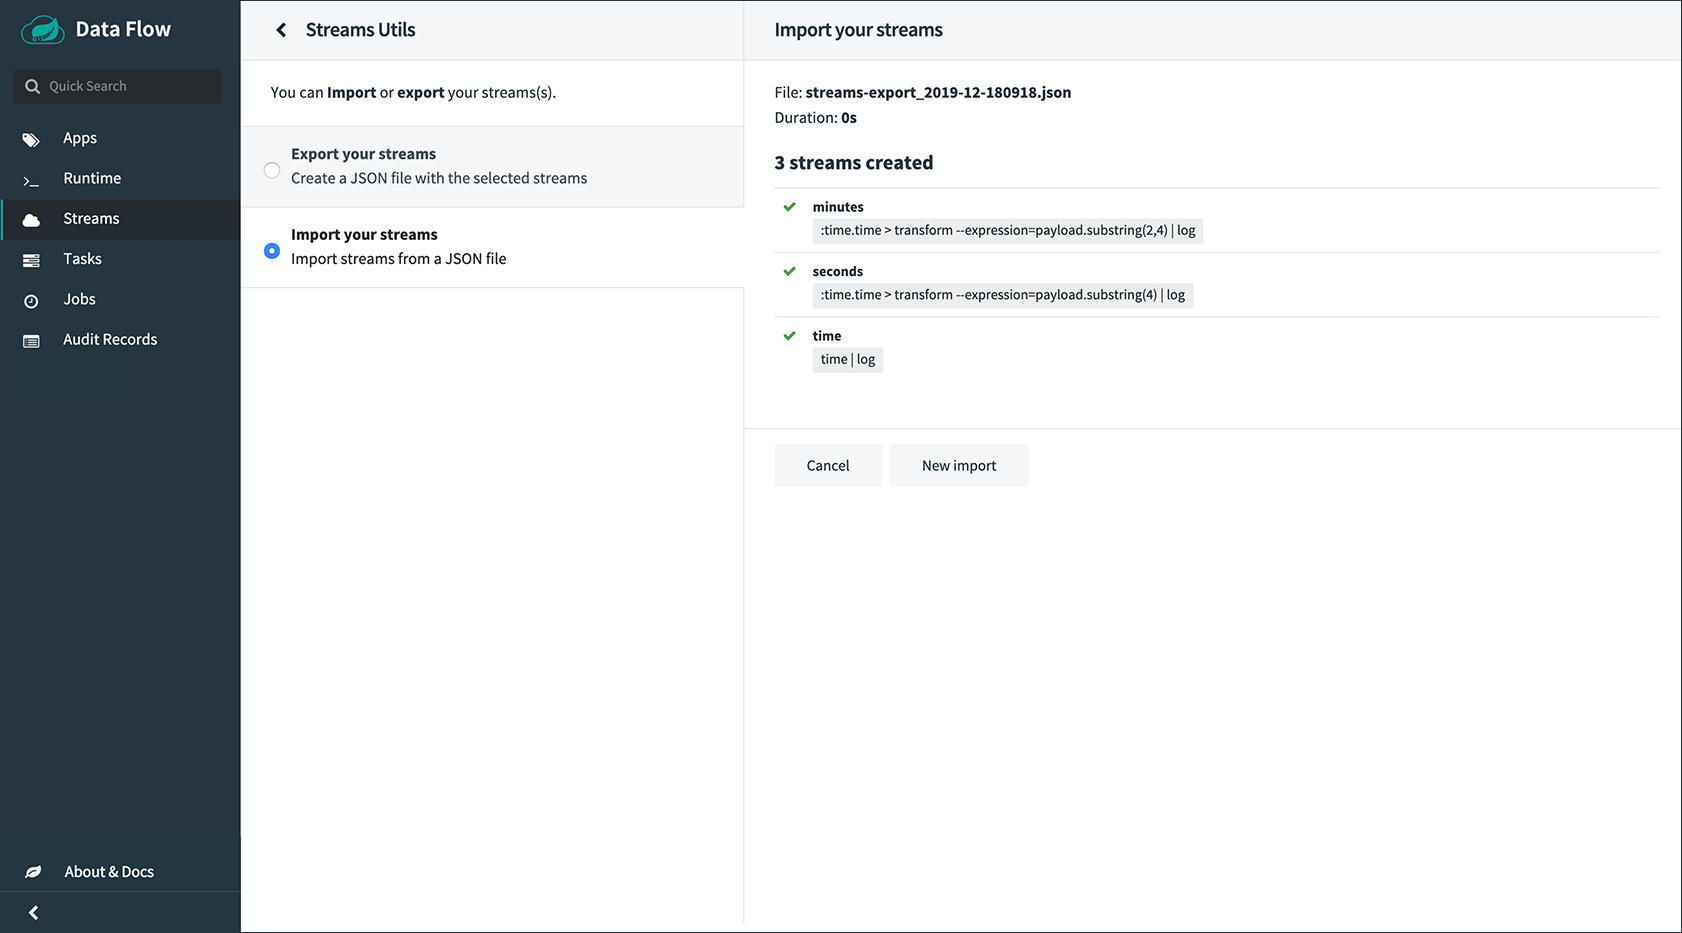 Data Flow
Quick Search
Apps
Runtime
Streams
Tasks
Jobs
Audit Records
About & Docs
Streams Utils
You can Import or export your streams(s).
Export your streams
Create a JSON file with the selected streams
Import your streams
Import streams from a JSON file
Import your streams
File: streams-export_2019-12-180918.json
Duration: 0s
3 streams created
minutes
:time.time > transform --expression=payload.substring(2,4) | log
seconds
:time.time > transform --expression=payload.substring(4) | log
time
time | log
Cancel
New import